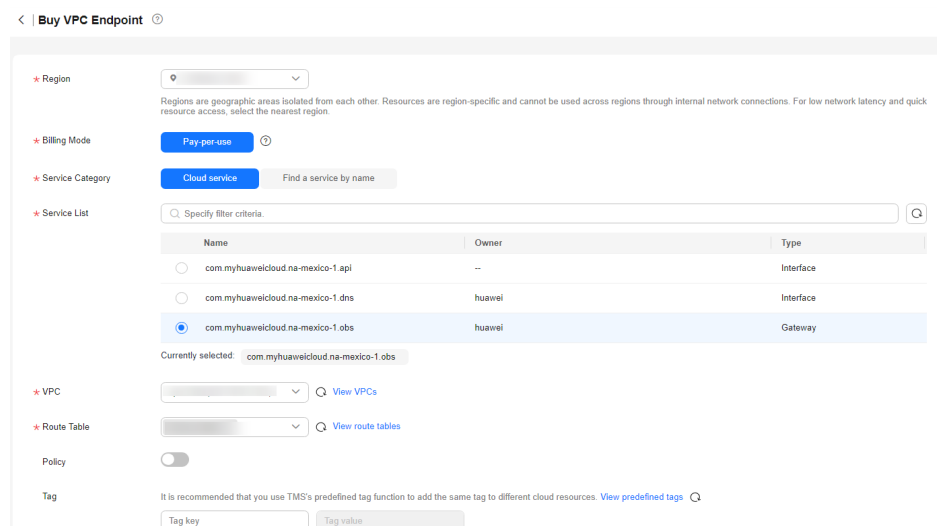 Buy VPC Endpoint
* Region
Regions are geographic areas isolated from each other. Resources are region-specific and cannot be used across regions through internal network connections. For low network latency and quick
resource access, select the nearest region.
* Billing Mode Pay-per-use
* Service Category Cloud service Find a service by name
* Service List Specify filter criteria.
Name Owner Type
com.myhuaweicloud.na-mexico-1.api -- Interface
com.myhuaweicloud.na-mexico-1.dns huawei Interface
com.myhuaweicloud.na-mexico-1.obs huawei Gateway
Currently selected: com.myhuaweicloud.na-mexico-1.obs
* VPC View VPCs
* Route Table View route tables
Policy
Tag It is recommended that you use TMS's predefined tag function to add the same tag to different cloud resources. View predefined tags
Tag key Tag value